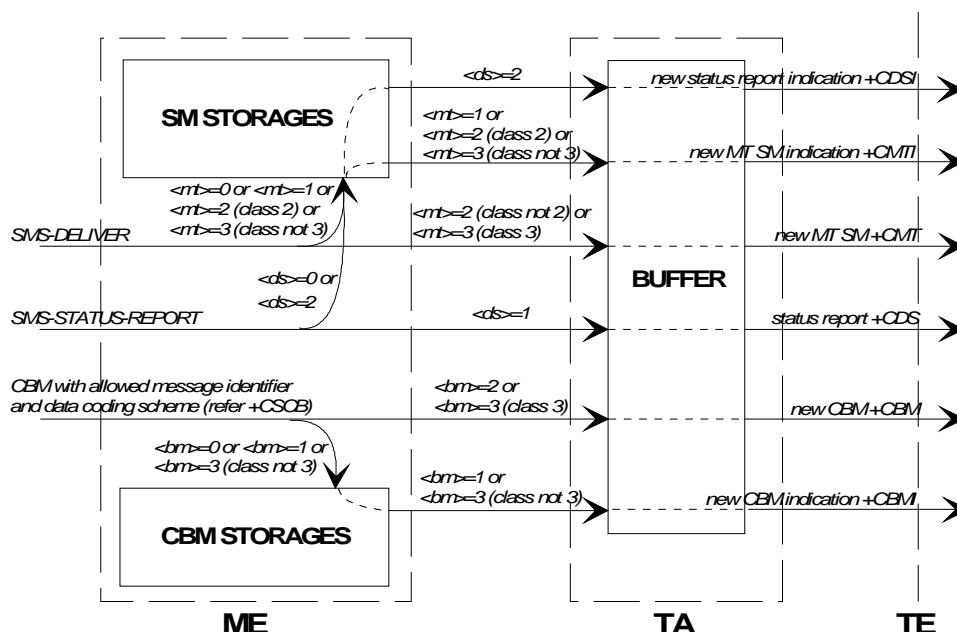 <ds>=2
new status report indication +CDSI
SM STORAGES
<mt>=1 or
<mt>=2 (class 2) or
<mt>=3 (class not 3)
new MT SM indication +CMTI
<mt>=0 or <mt>=1 or
<mt>=2 (class 2) or
<mt>=3 (class not 3)
<mt>=2 (class not 2) or
<mt>=3 (class 3)
SMS-DELIVER
new MT SM +CMT
<ds>=0 or
<ds>=2
BUFFER
SMS-STATUS-REPORT
<ds>=1
status report +CDS
CBM with allowed message identifier
and data coding scheme (refer +CSCB)
<bm>=2 or
<bm>=3 (class 3)
new CBM +CBM
<bm>=0 or <bm>=1 or
<bm>=3 (class not 3)
<bm>=1 or
<bm>=3 (class not 3)
new CBM indication +CBMI
CBM STORAGES
ME
TA
TE